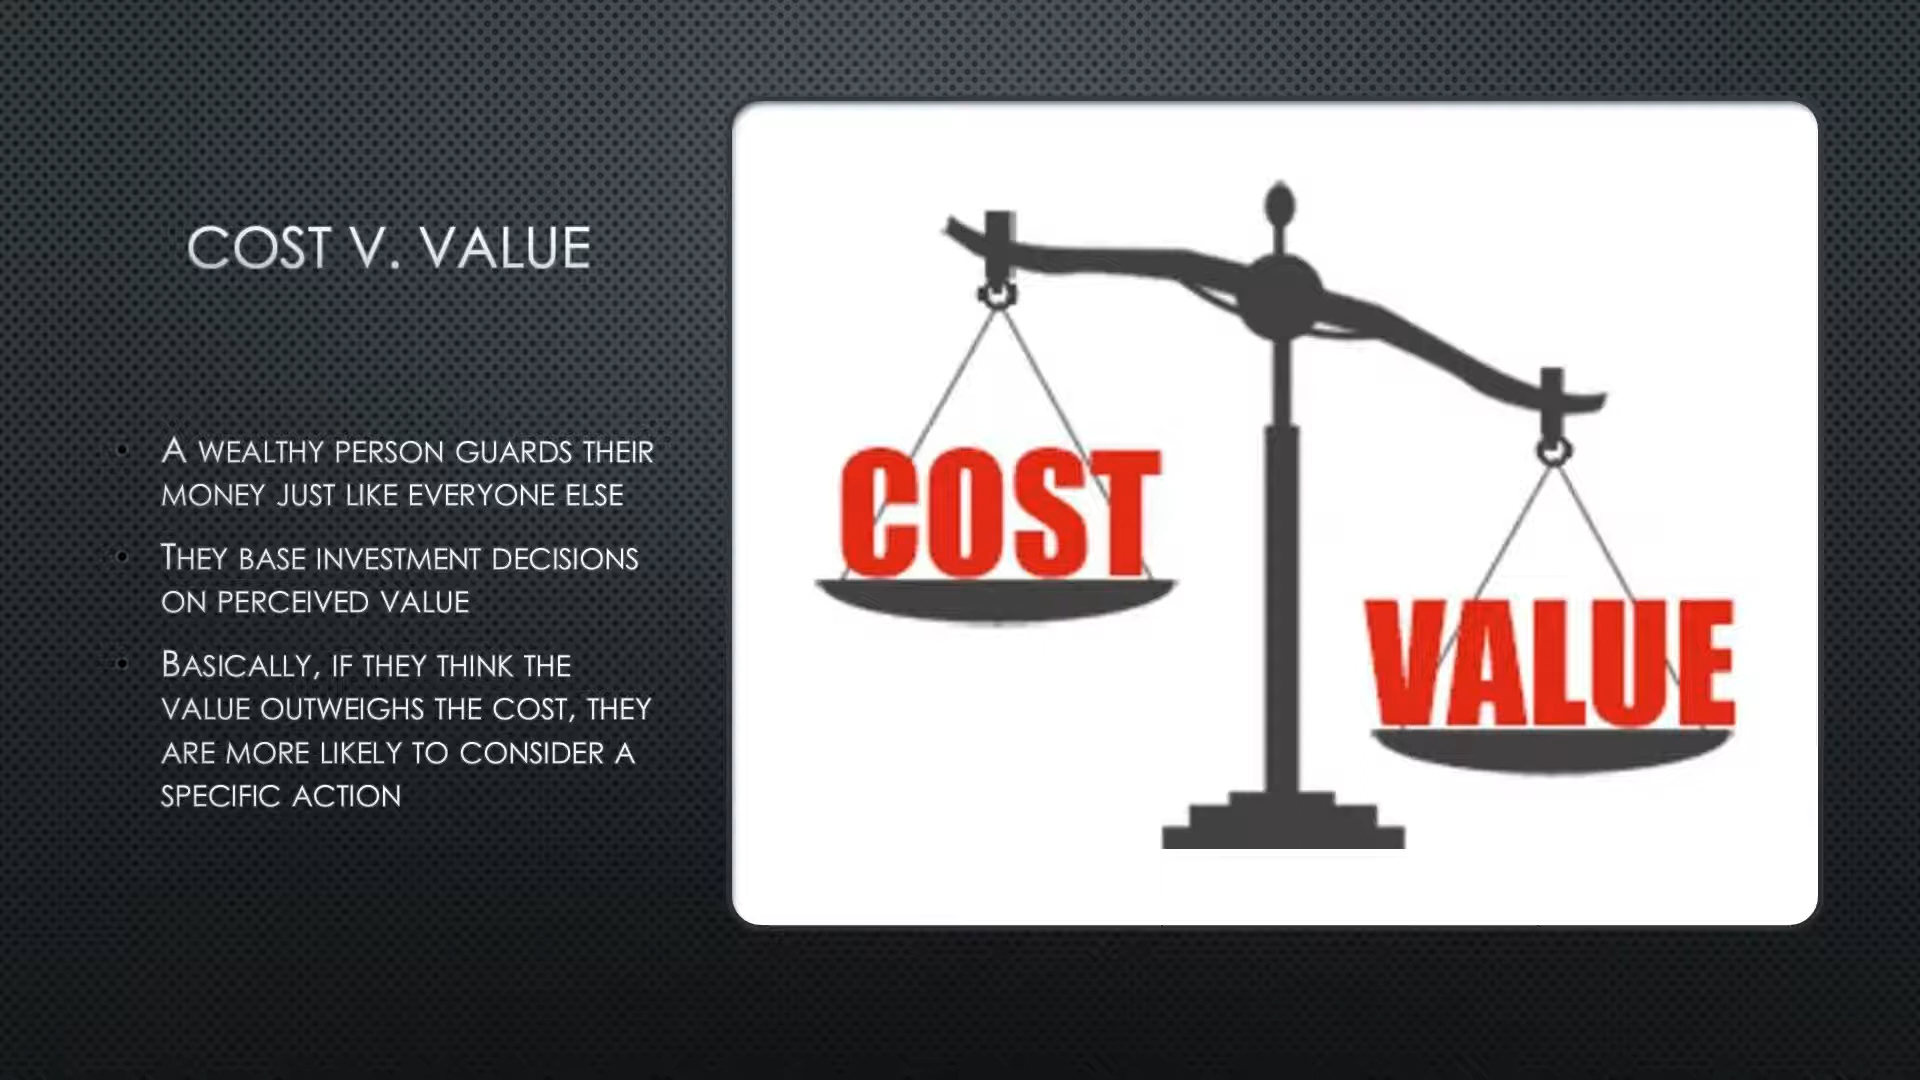 COST V. VALUE
A WEALTHY PERSON GUARDS THEIR
MONEY JUST LIKE EVERYONE ELSE
THEY BASE INVESTMENT DECISIONS
ON PERCEIVED VALUE
BASICALLY, IF THEY THINK THE
VALUE OUTWEIGHS THE COST, THEY
ARE MORE LIKELY TO CONSIDER A
SPECIFIC ACTION
COST
VALUE